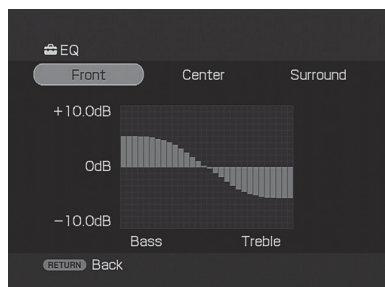 EQ
Front Center Surround
+10.0dB
0dB
−10.0dB
Bass Treble
RETURN Back